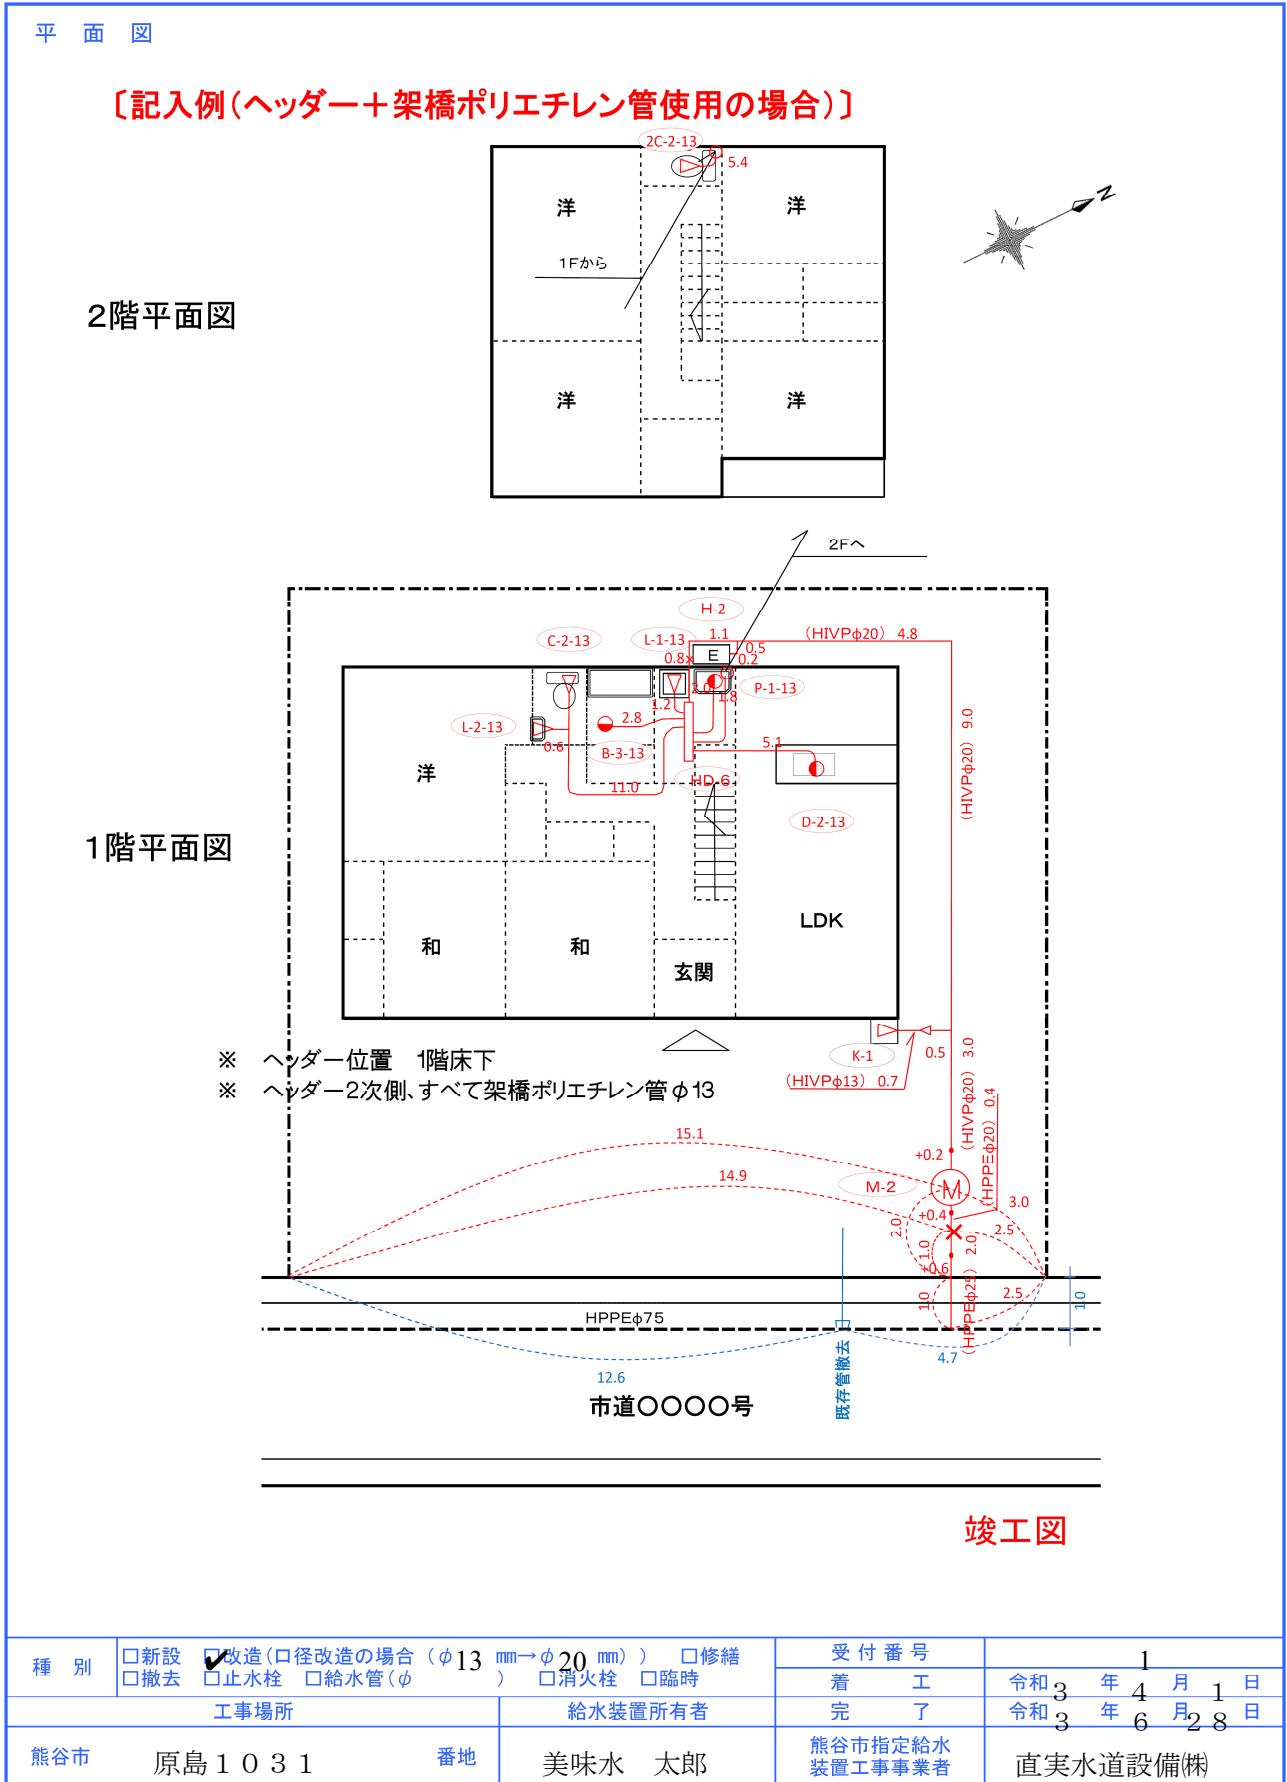 平 面 図
〔記入例(ヘッダー+架橋ポリエチレン管使用の場合)〕
2C-2-13
5.4
洋
洋
N
1Fから
2階平面図
洋
洋
2Fへ
H-2
C-2-13
L-1-13
1.1
(HIVPφ20) 4.8
0.8
E
0.5
0.2
2.0
P-1-13
1.8
1.2
L-2-13
2.8
0.6
B-3-13
5.1
(HIVPφ20) 9.0
洋
11.0
HD-6
D-2-13
1階平面図
LDK
和
和
玄関
※ ヘッダー位置 1階床下
K-1
0.5
(HIVPφ20) 3.0
※ ヘッダー2次側、すべて架橋ポリエチレン管φ13
(HIVPφ13) 0.7
(HPPEφ20) 0.4
15.1
+0.2
14.9
M-2
M
3.0
2.0
+0.4
2.5
1.0
2.0
+0.6
(HPPEφ25)
1.0
2.5
1.0
HPPEφ75
既存管撤去
4.7
12.6
市道〇〇〇〇号
竣工図
種 別
□新設 □✔改造(口径改造の場合(φ13 mm→φ20 mm)) □修繕
□撤去 □止水栓 □給水管(φ ) □消火栓 □臨時
受付番号 1
着 工 令和3年4月1日
完 了 令和3年6月28日
工事場所
給水装置所有者
熊谷市 原島1031 番地
美味水 太郎
熊谷市指定給水
装置工事事業者
直実水道設備㈱